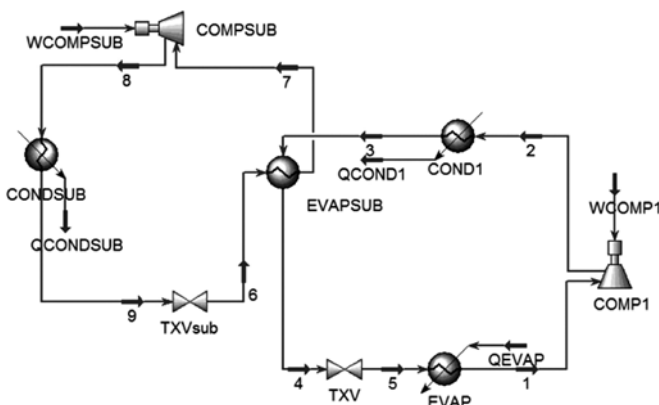 COMPSUB
WCOMPSUB
8
7
3
2
QCOND1
COND1
CONDSUB
EVAPSUB
WCOMP1
QCONDSUB
6
9
TXVsub
COMP1
QEVAP
4
5
1
TXV
EVAP